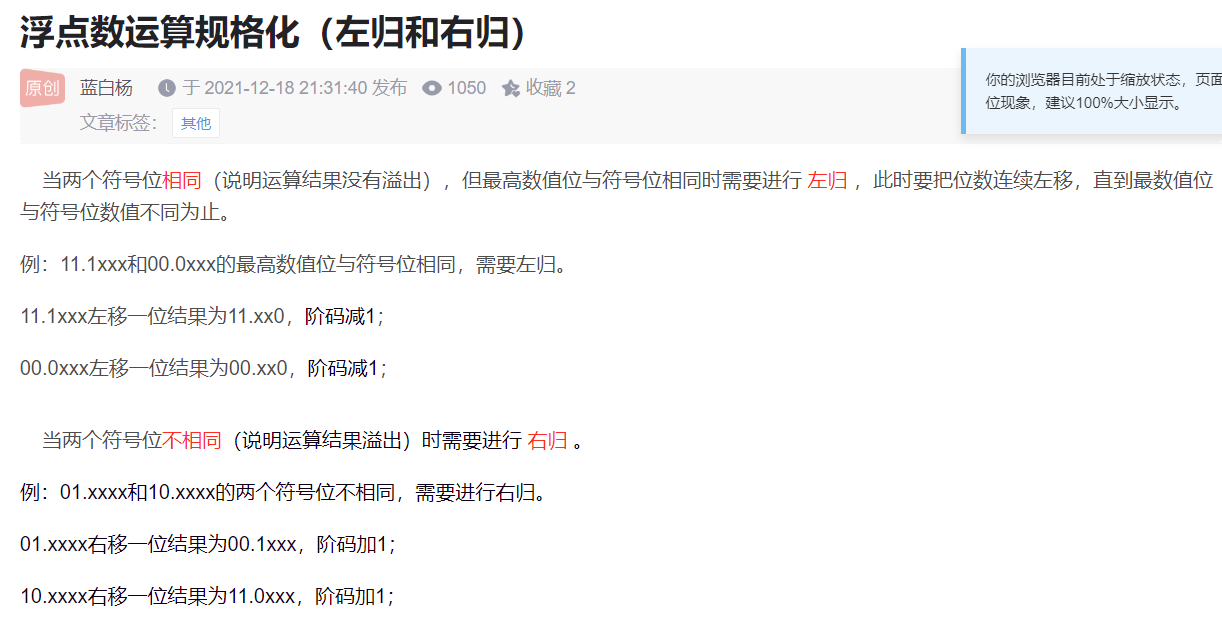 浮点数运算规格化（左归和右归）
原创 蓝白杨 于 2021-12-18 21:31:40 发布 1050 收藏 2
文章标签： 其他
你的浏览器目前处于缩放状态，页面
位现象，建议100%大小显示。
当两个符号位相同（说明运算结果没有溢出），但最高数值位与符号位相同时需要进行 左归 ，此时要把位数连续左移，直到最数值位
与符号位数值不同为止。
例：11.1xxx和00.0xxx的最高数值位与符号位相同，需要左归。
11.1xxx左移一位结果为11.xx0，阶码减1；
00.0xxx左移一位结果为00.xx0，阶码减1；
当两个符号位不相同（说明运算结果溢出）时需要进行 右归 。
例：01.xxxx和10.xxxx的两个符号位不相同，需要进行右归。
01.xxxx右移一位结果为00.1xxx，阶码加1；
10.xxxx右移一位结果为11.0xxx，阶码加1；